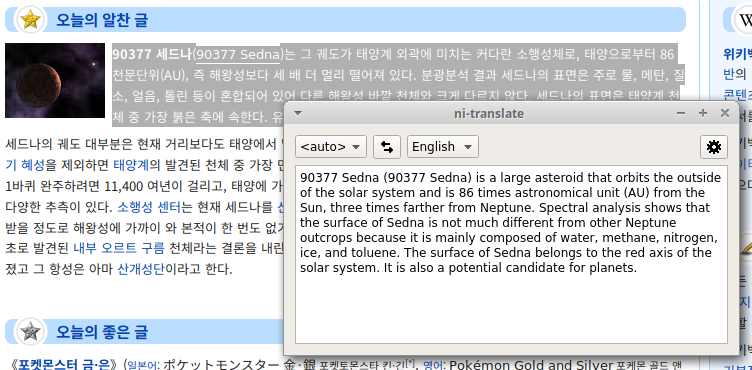 오늘의 알찬 글
90377 세드나(90377 Sedna)는 그 궤도가 태양계 외곽에 미치는 커다란 소행성체로, 태양으로부터 86
천문단위(AU), 즉 해왕성보다 세 배 더 멀리 떨어져 있다. 분광분석 결과 세드나의 표면은 주로 물, 메탄, 질
소, 얼음, 톨린 등이 혼합되어 있어 다른 해왕성 바깥 천체와 크게 다르지 않다. 세드나의 표면은 태양계 천
체 중 가장 붉은 축에 속한다. 유
세드나의 궤도 대부분은 현재 거리보다도 태양에서
기 혜성을 제외하면 태양계의 발견된 천체 중 가장 먼
1바퀴 완주하려면 11,400 여년이 걸리고, 태양에 가
다양한 추측이 있다. 소행성 센터는 현재 세드나를
받을 정도로 해왕성에 가까이 와 본적이 한 번도 없기
초로 발견된 내부 오르트 구름 천체라는 결론을 내린
졌고 그 항성은 아마 산개성단이라고 한다.
ni-translate
<auto>
English
90377 Sedna (90377 Sedna) is a large asteroid that orbits the outside
of the solar system and is 86 times astronomical unit (AU) from the
Sun, three times farther from Neptune. Spectral analysis shows that
the surface of Sedna is not much different from other Neptune
outcrops because it is mainly composed of water, methane, nitrogen,
ice, and toluene. The surface of Sedna belongs to the red axis of the
solar system. It is also a potential candidate for planets.
오늘의 좋은 글
《포켓몬스터 금·은》(일본어: ポケットモンスター 金·銀 포케토몬스타 킨·긴[*], 영어: Pokémon Gold and Silver 포케몬 골드 앤
W
위키백
반의
콘텐츠